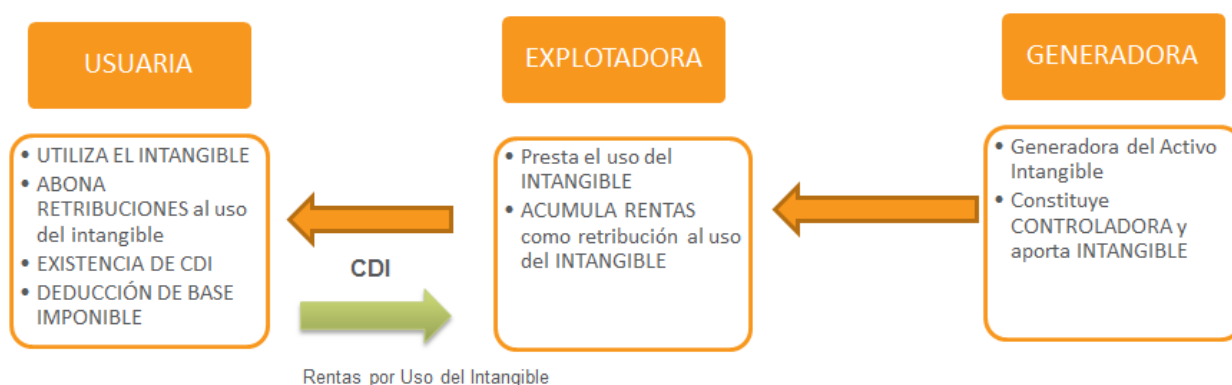 USUARIA
• UTILIZA EL INTANGIBLE
• ABONA
RETRIBUCIONES al uso
del intangible
• EXISTENCIA DE CDI
• DEDUCCIÓN DE BASE
IMPONIBLE
CDI
Rentas por Uso del Intangible
EXPLOTADORA
• Presta el uso del
INTANGIBLE
• ACUMULA RENTAS
como retribución al uso
del INTANGIBLE
GENERADORA
• Generadora del Activo
Intangible
• Constituye
CONTROLADORA y
aporta INTANGIBLE